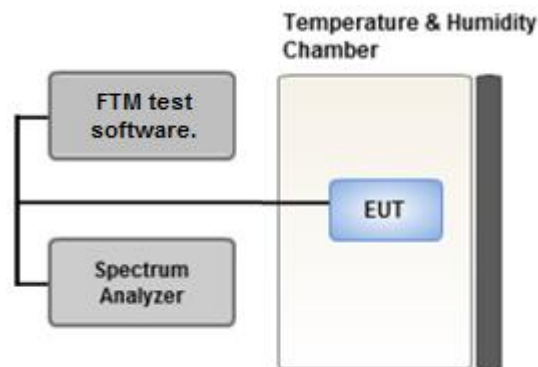 Temperature & Humidity
Chamber
FTM test
software.
EUT
Spectrum
Analyzer